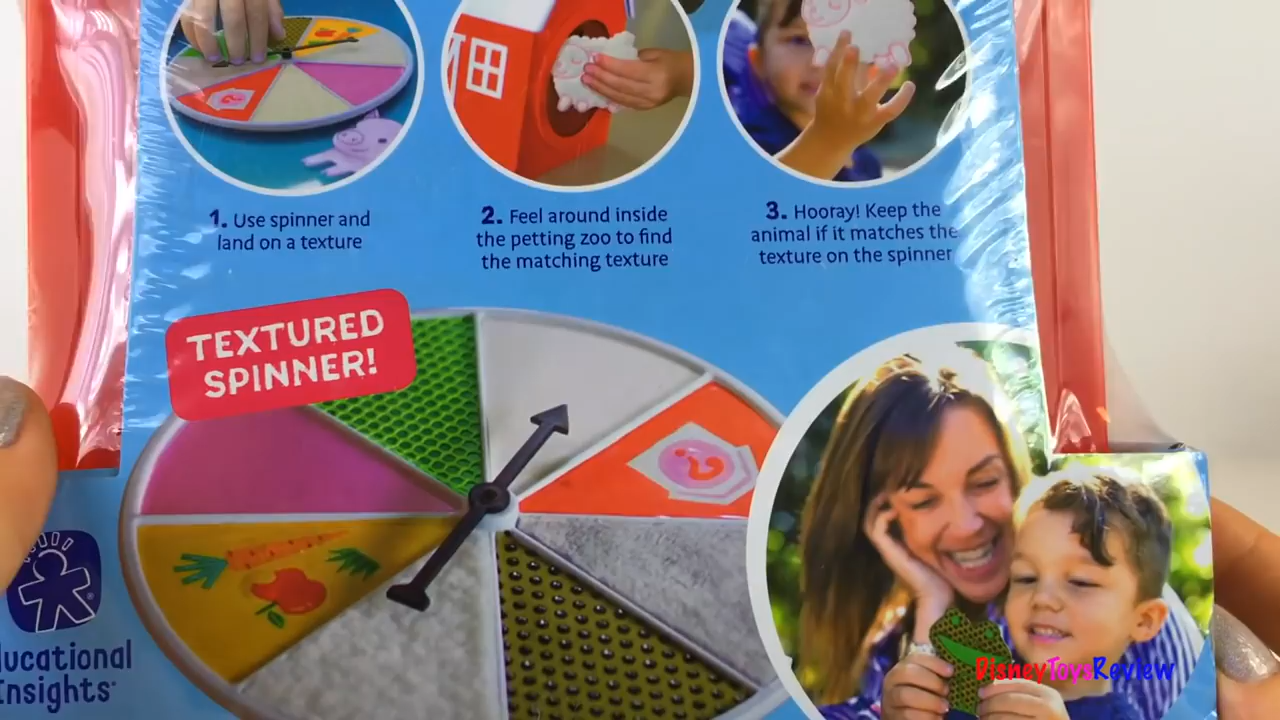 1. Use spinner and
land on a texture
2. Feel around inside
the petting zoo to find
the matching texture
3. Hooray! Keep the
animal if it matches the
texture on the spinner
TEXTURED
SPINNER!
?
?
ducational
Insights®
DisneyToysReview